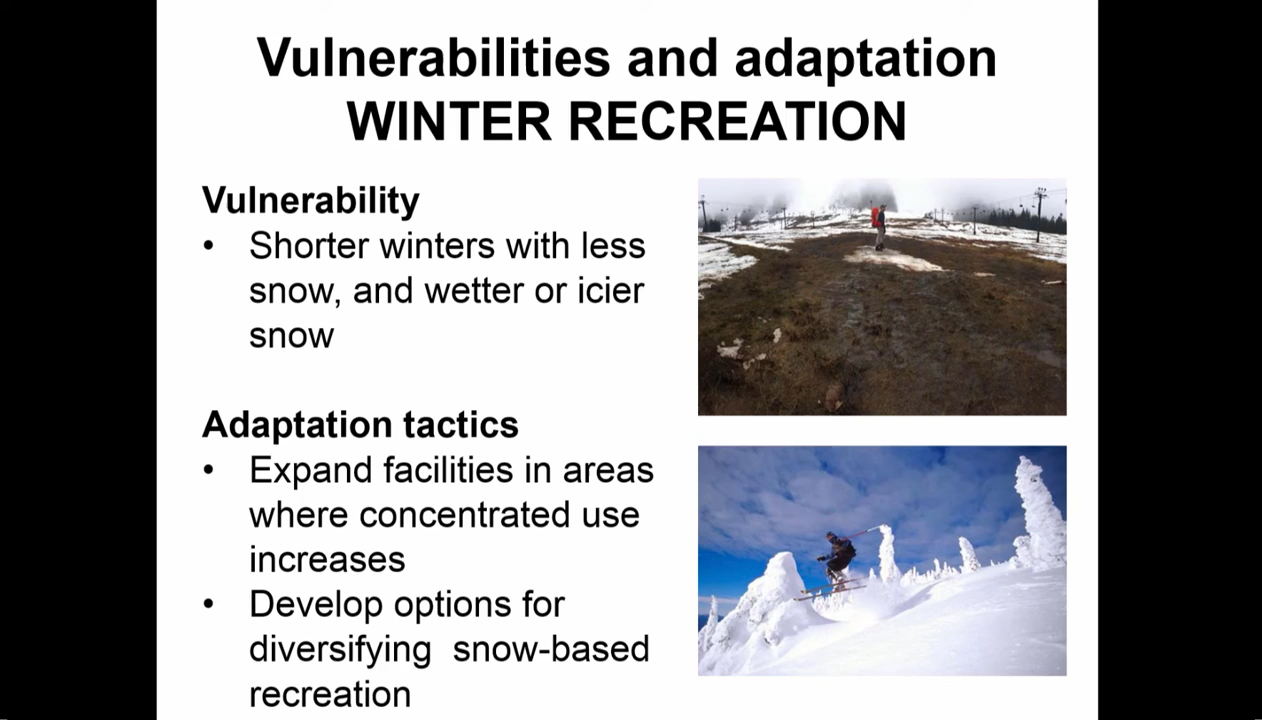 Vulnerabilities and adaptation
WINTER RECREATION
Vulnerability
• Shorter winters with less
snow, and wetter or icier
snow
Adaptation tactics
• Expand facilities in areas
where concentrated use
increases
• Develop options for
diversifying  snow-based
recreation